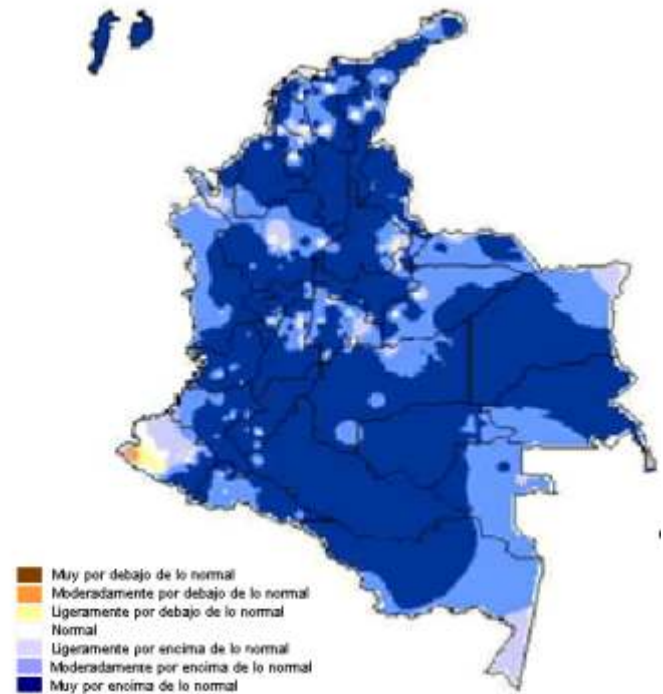 Muy por debajo de lo normal
Moderadamente por debajo de lo normal
Ligeramente por debajo de lo normal
Normal
Ligeramente por encima de lo normal
Moderadamente por encima de lo normal
Muy por encima de lo normal